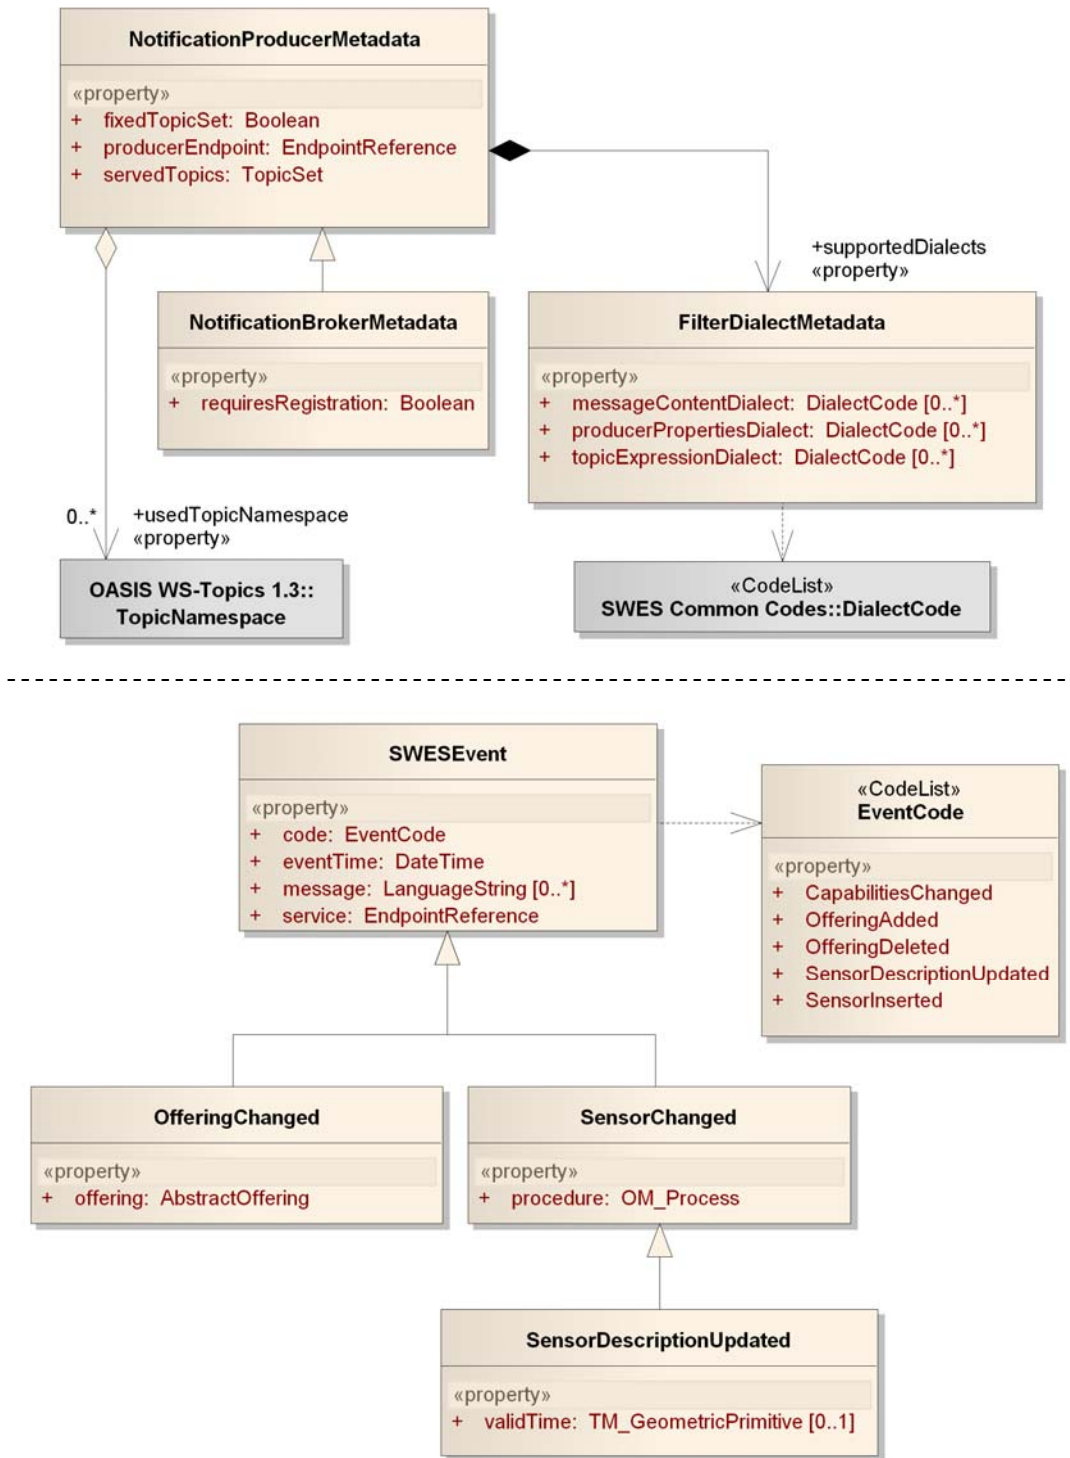 NotificationProducerMetadata
«property»
+ fixedTopicSet: Boolean
+ producerEndpoint: EndpointReference
+ servedTopics: TopicSet
+supportedDialects
«property»
NotificationBrokerMetadata
«property»
+ requiresRegistration: Boolean
FilterDialectMetadata
«property»
+ messageContentDialect: DialectCode [0..*]
+ producerPropertiesDialect: DialectCode [0..*]
+ topicExpressionDialect: DialectCode [0..*]
0..*
+usedTopicNamespace
«property»
OASIS WS-Topics 1.3::
TopicNamespace
«CodeList»
SWES Common Codes::DialectCode
SWESEvent
«property»
+ code: EventCode
+ eventTime: DateTime
+ message: LanguageString [0..*]
+ service: EndpointReference
«CodeList»
EventCode
«property»
+ CapabilitiesChanged
+ OfferingAdded
+ OfferingDeleted
+ SensorDescriptionUpdated
+ SensorInserted
OfferingChanged
«property»
+ offering: AbstractOffering
SensorChanged
«property»
+ procedure: OM_Process
SensorDescriptionUpdated
«property»
+ validTime: TM_GeometricPrimitive [0..1]